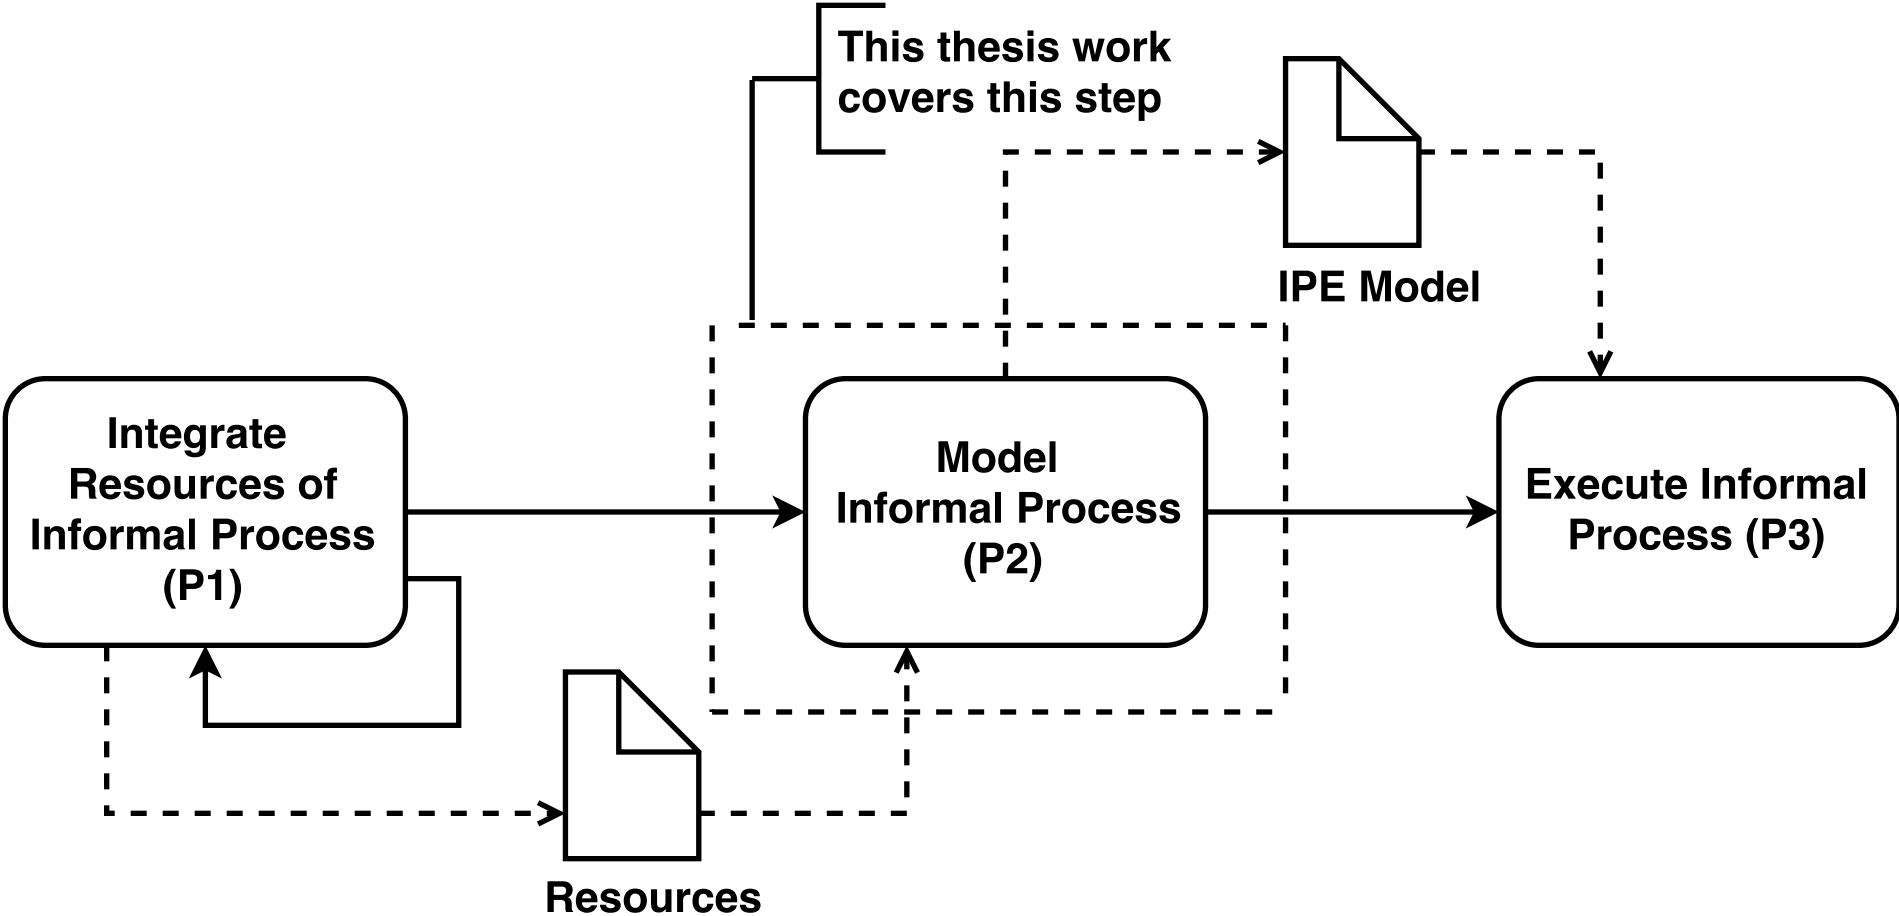 This thesis work
covers this step
IPE Model
Integrate
Resources of
Informal Process
(P1)
Model
Informal Process
(P2)
Execute Informal
Process (P3)
Resources